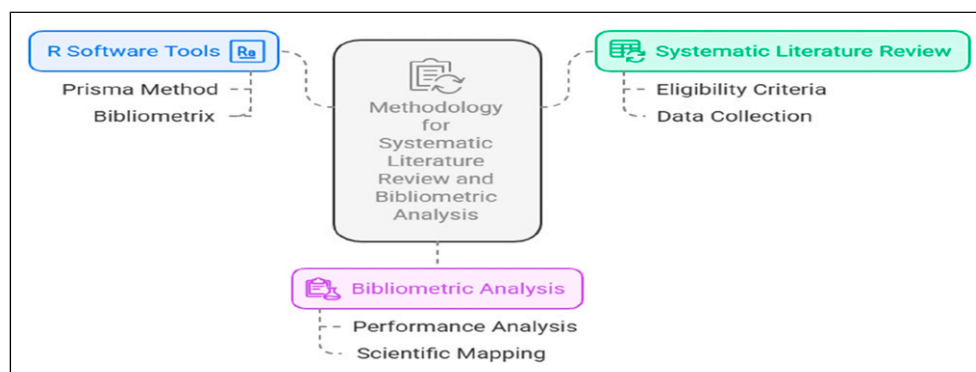 R Software Tools
Prisma Method
Bibliometrix
Methodology
for
Systematic
Literature
Review and
Bibliometric
Analysis
Systematic Literature Review
Eligibility Criteria
Data Collection
Bibliometric Analysis
Performance Analysis
Scientific Mapping